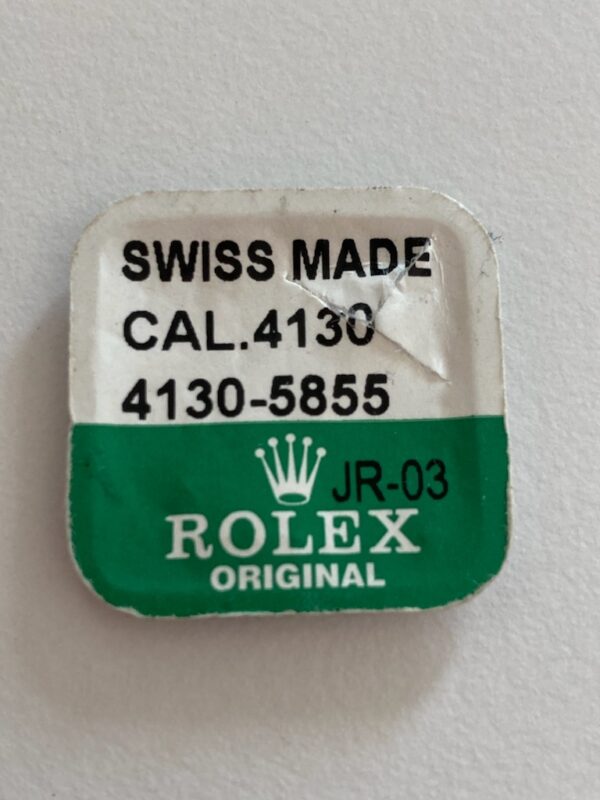 SWISS MADE
CAL.4130
4130-5855
JR-03
ROLEX
ORIGINAL